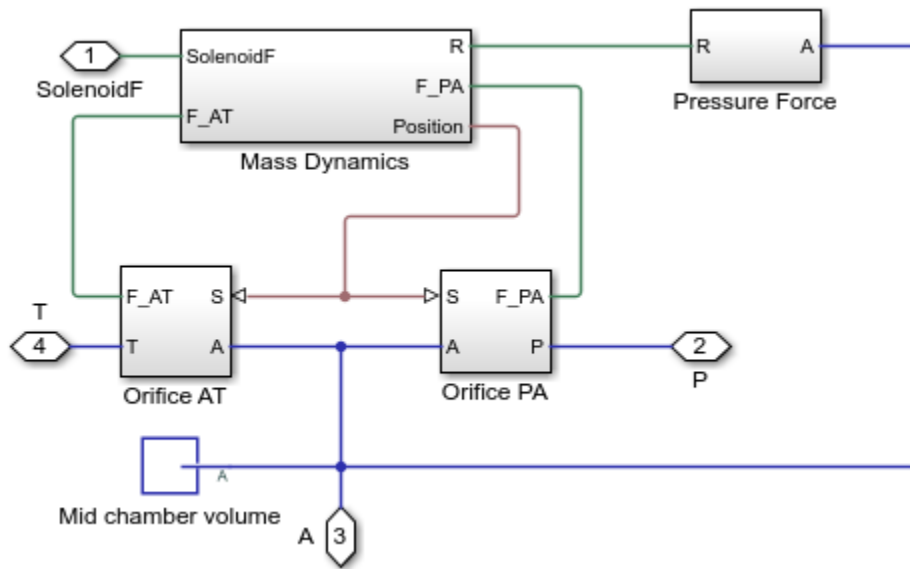 1
SolenoidF
SolenoidF
F_AT
R
F_PA
Position
Mass Dynamics
R
A
Pressure Force
T
4
F_AT
S
T
A
Orifice AT
S
F_PA
A
P
Orifice PA
2
P
A
Mid chamber volume
A
3